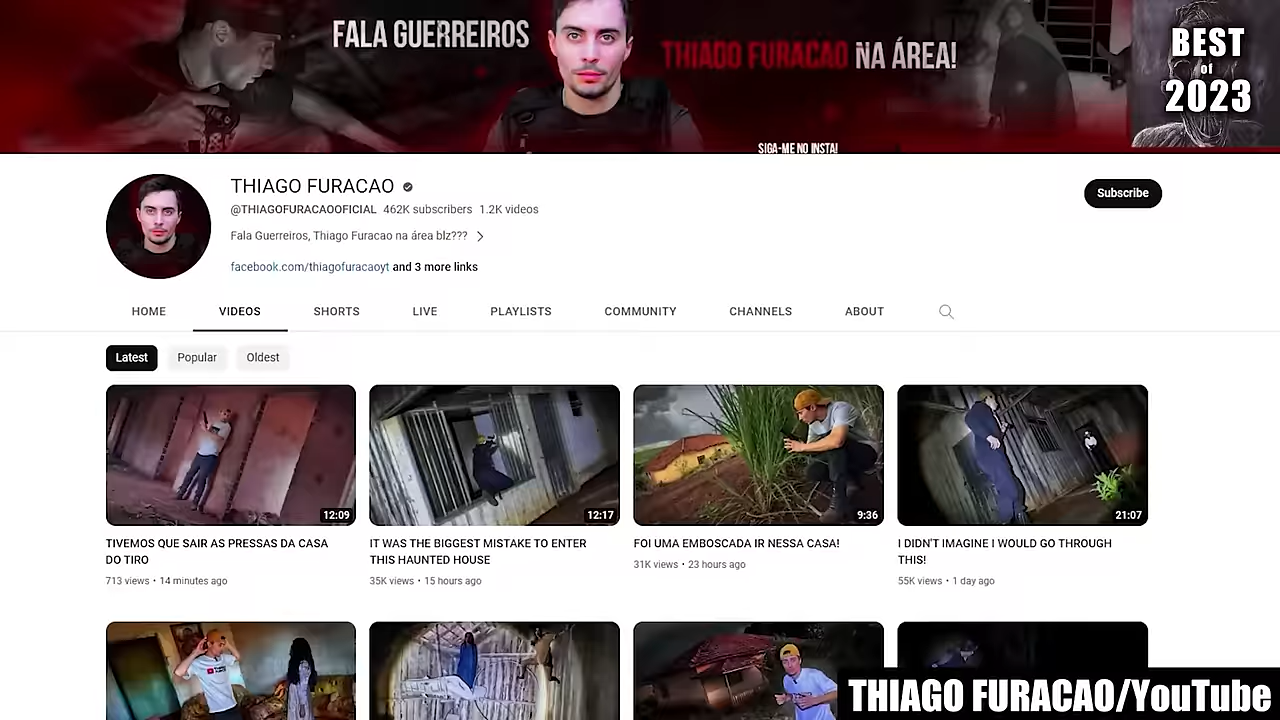 FALA GUERREIROS
THIAGO FURACAO NA ÁREA!
BEST
of
2023
SIGA-ME NO INSTA!
THIAGO FURACAO
@THIAGOFURACAOOFICIAL 462K subscribers 1.2K videos
Subscribe
Fala Guerreiros, Thiago Furacao na área blz???
facebook.com/thiagofuracaoyt and 3 more links
HOME VIDEOS SHORTS LIVE PLAYLISTS COMMUNITY CHANNELS ABOUT
Latest Popular Oldest
12:09
12:17
9:36
21:07
TIVEMOS QUE SAIR AS PRESSAS DA CASA
DO TIRO
713 views • 14 minutes ago
IT WAS THE BIGGEST MISTAKE TO ENTER
THIS HAUNTED HOUSE
35K views • 15 hours ago
FOI UMA EMBOSCADA IR NESSA CASA!
31K views • 23 hours ago
I DIDN'T IMAGINE I WOULD GO THROUGH
THIS!
55K views • 1 day ago
THIAGO FURACAO/YouTube